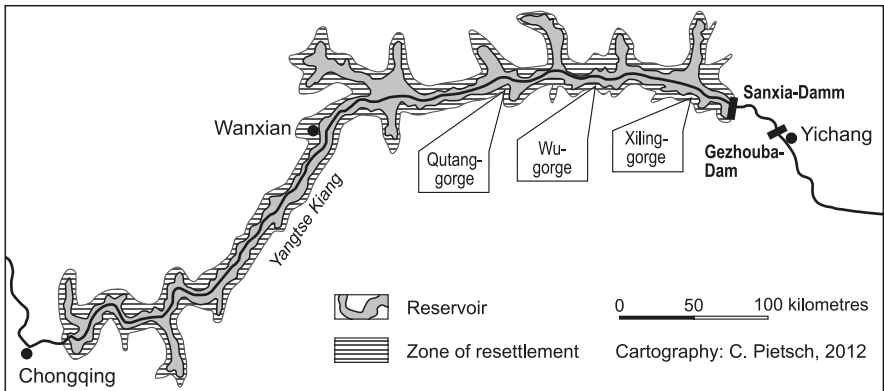 Sanxia-Damm
Wanxian
Yichang
Qutang-
gorge
Wu-
gorge
Xiling-
gorge
Gezhouba-
Dam
Yangtse Kiang
Reservoir
0 50 100 kilometres
Zone of resettlement
Cartography: C. Pietsch, 2012
Chongqing